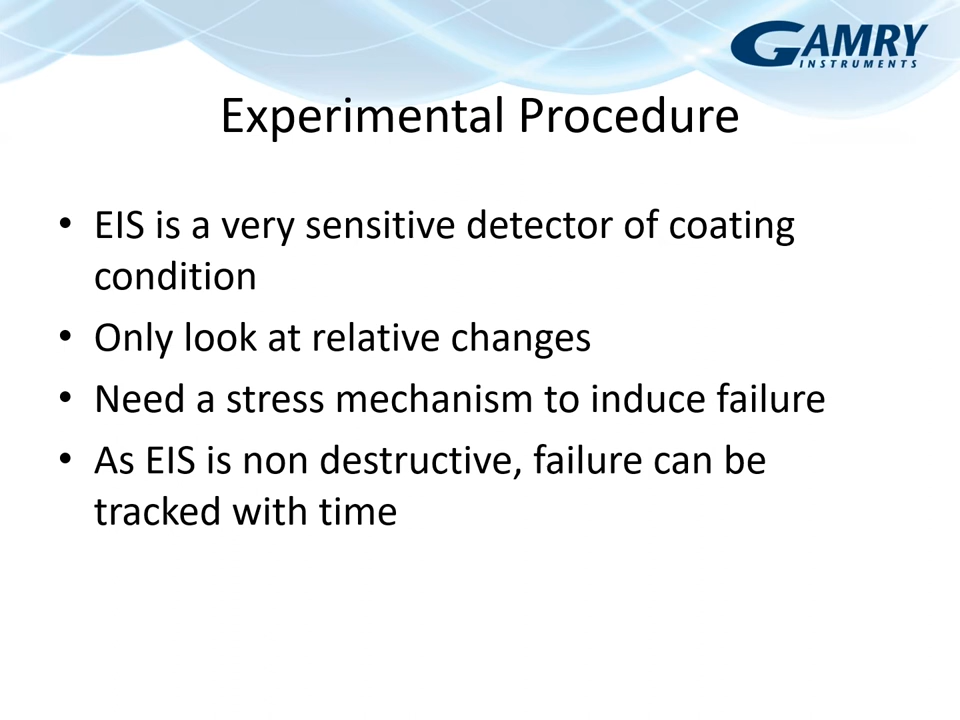 GAMRY
INSTRUMENTS
Experimental Procedure
• EIS is a very sensitive detector of coating
condition
• Only look at relative changes
• Need a stress mechanism to induce failure
• As EIS is non destructive, failure can be
tracked with time